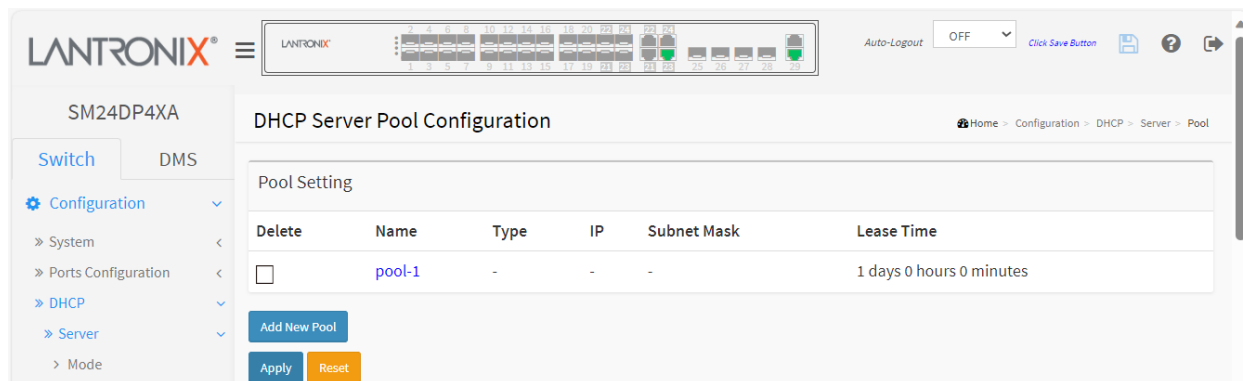 LANTRONIX®
LANTRONIX
2 4 6 8 10 12 14 16 18 20 22 24 22 24
1 3 5 7 9 11 13 15 17 19 21 23 21 23 25 26 27 28 29
Auto-Logout OFF Click Save Button
SM24DP4XA
Switch DMS
Configuration
System
Ports Configuration
DHCP
Server
Mode
DHCP Server Pool Configuration
Home > Configuration > DHCP > Server > Pool
Pool Setting
Delete Name Type IP Subnet Mask Lease Time
pool-1 - - - 1 days 0 hours 0 minutes
Add New Pool
Apply Reset